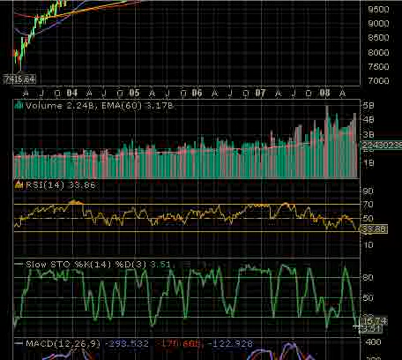 9500
9000
8500
8000
7500
7000
7415.64
A J O 04 A J O 05 A J O 06 A J O 07 A J O 08 A
Volume 2.24B, EMA(60) 3.17B
5B
4B
3B
2B
1B
RSI(14) 33.86
90
70
50
30
10
33.86
Slow STO %K(14) %D(3) 3.51
80
50
20
3.51
MACD(12,26,9) -293.532 -170.605 -122.928
400
200